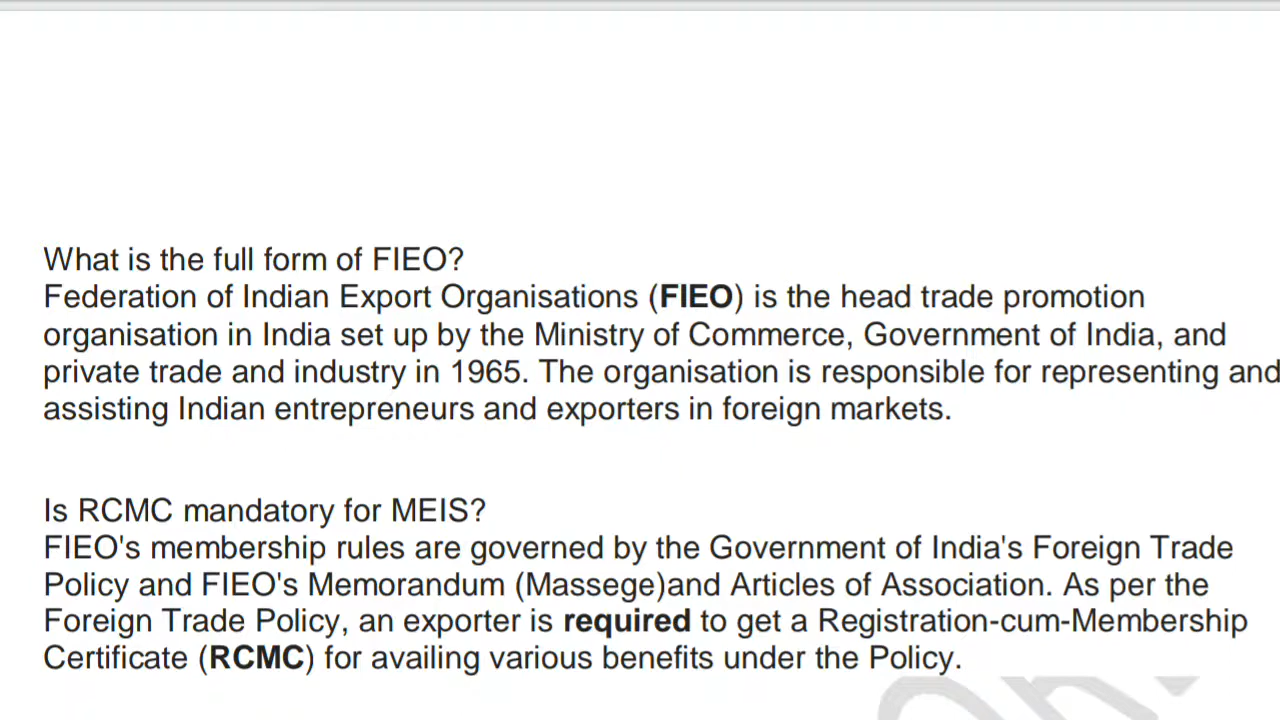 What is the full form of FIEO?
Federation of Indian Export Organisations (FIEO) is the head trade promotion
organisation in India set up by the Ministry of Commerce, Government of India, and
private trade and industry in 1965. The organisation is responsible for representing and
assisting Indian entrepreneurs and exporters in foreign markets.
Is RCMC mandatory for MEIS?
FIEO's membership rules are governed by the Government of India's Foreign Trade
Policy and FIEO's Memorandum (Massege)and Articles of Association. As per the
Foreign Trade Policy, an exporter is required to get a Registration-cum-Membership
Certificate (RCMC) for availing various benefits under the Policy.